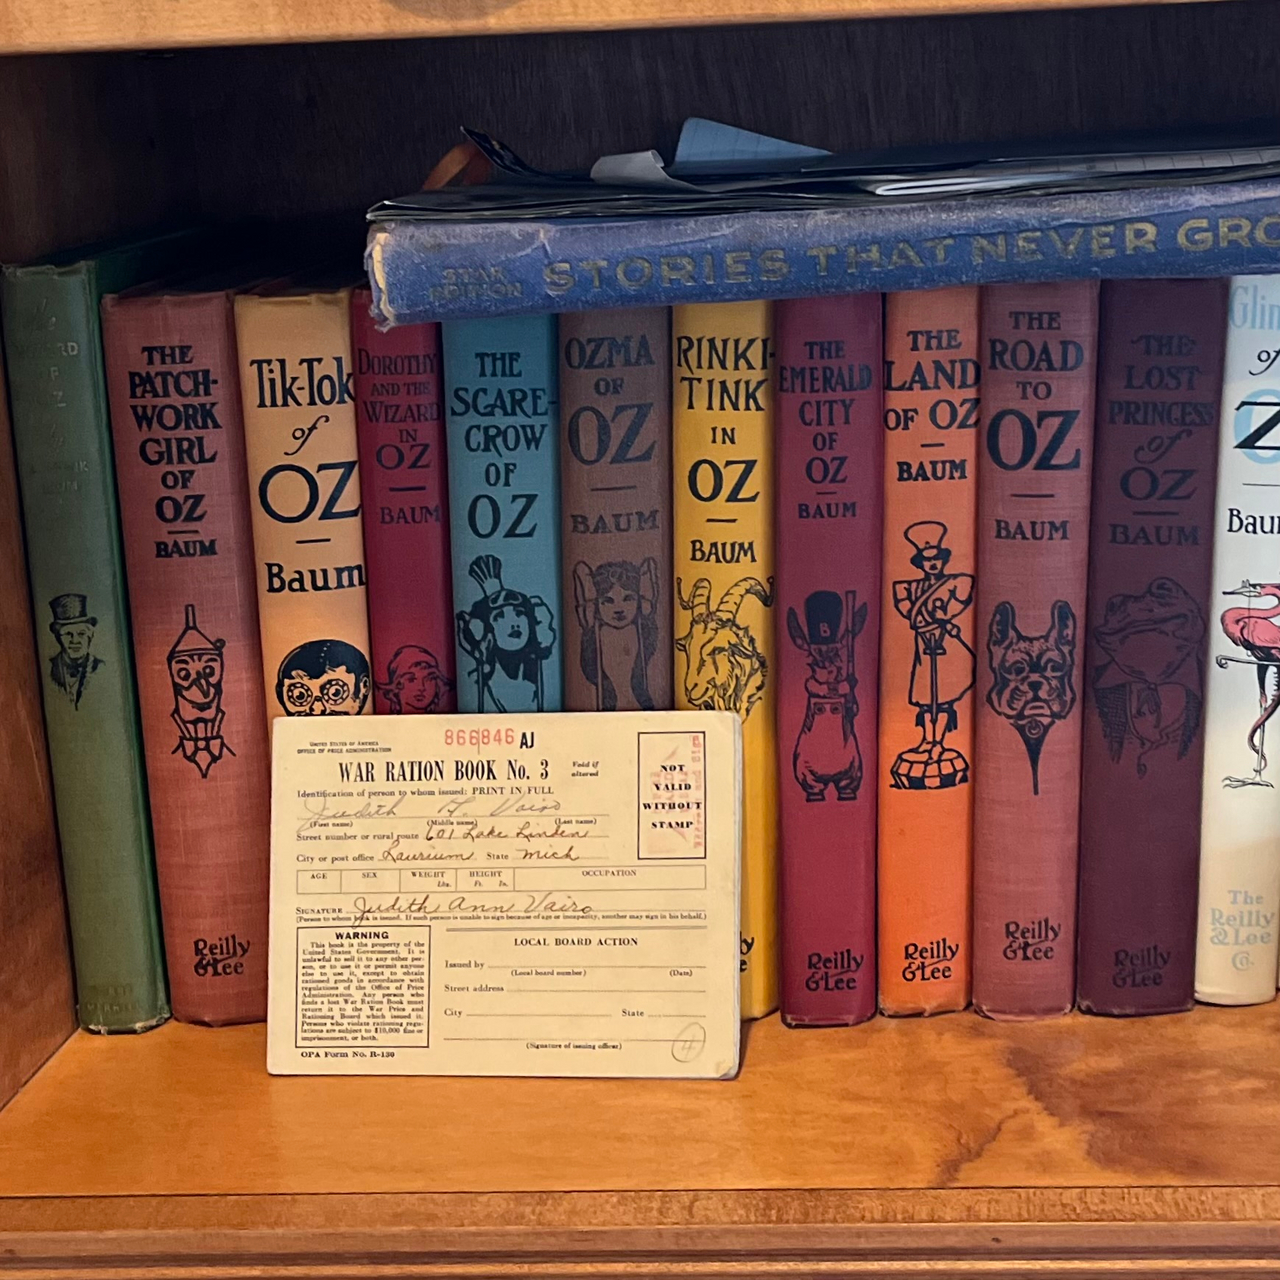 STAR
EDITION
STORIES THAT NEVER GRO
THE
PATCH-
WORK
GIRL
OF
OZ
BAUM
Reilly
& Lee
Tik-Tok
of
OZ
Baum
DOROTHY
AND THE
WIZARD
IN
OZ
BAUM
THE
SCARE-
CROW
OF
OZ
OZMA
OF
OZ
BAUM
RINKI-
TINK
IN
OZ
BAUM
THE
EMERALD
CITY
OF
OZ
BAUM
Reilly
& Lee
THE
LAND
OF OZ
BAUM
Reilly
& Lee
THE
ROAD
TO
OZ
BAUM
Reilly
& Lee
THE
LOST
PRINCESS
of
OZ
BAUM
Reilly
& Lee
Glin
of
Z
Baum
The
Reilly
& Lee
Co.
UNITED STATES OF AMERICA
OFFICE OF PRICE ADMINISTRATION
866846 AJ
WAR RATION BOOK No. 3
Void if
altered
NOT
VALID
WITHOUT
STAMP
Identification of person to whom issued: PRINT IN FULL
Judith A. Vairo
(First name) (Middle name) (Last name)
Street number or rural route 601 Lake Linden
City or post office Laurium State Mich
AGE SEX WEIGHT Lbs. HEIGHT Ft. In. OCCUPATION
SIGNATURE Judith Ann Vairo
(Person to whom book is issued. If such person is unable to sign because of age or incapacity, another may sign in his behalf.)
WARNING
This book is the property of the
United States Government. It is
unlawful to sell it to any other per-
son, or to use it or permit anyone
else to use it, except to obtain
rationed goods in accordance with
regulations of the Office of Price
Administration. Any person who
finds a lost War Ration Book must
return it to the War Price and
Rationing Board which issued it.
Persons who violate rationing regu-
lations are subject to $10,000 fine or
imprisonment, or both.
OPA Form No. R-130
LOCAL BOARD ACTION
Issued by
(Local board number) (Date)
Street address
City State
(Signature of issuing officer)
4